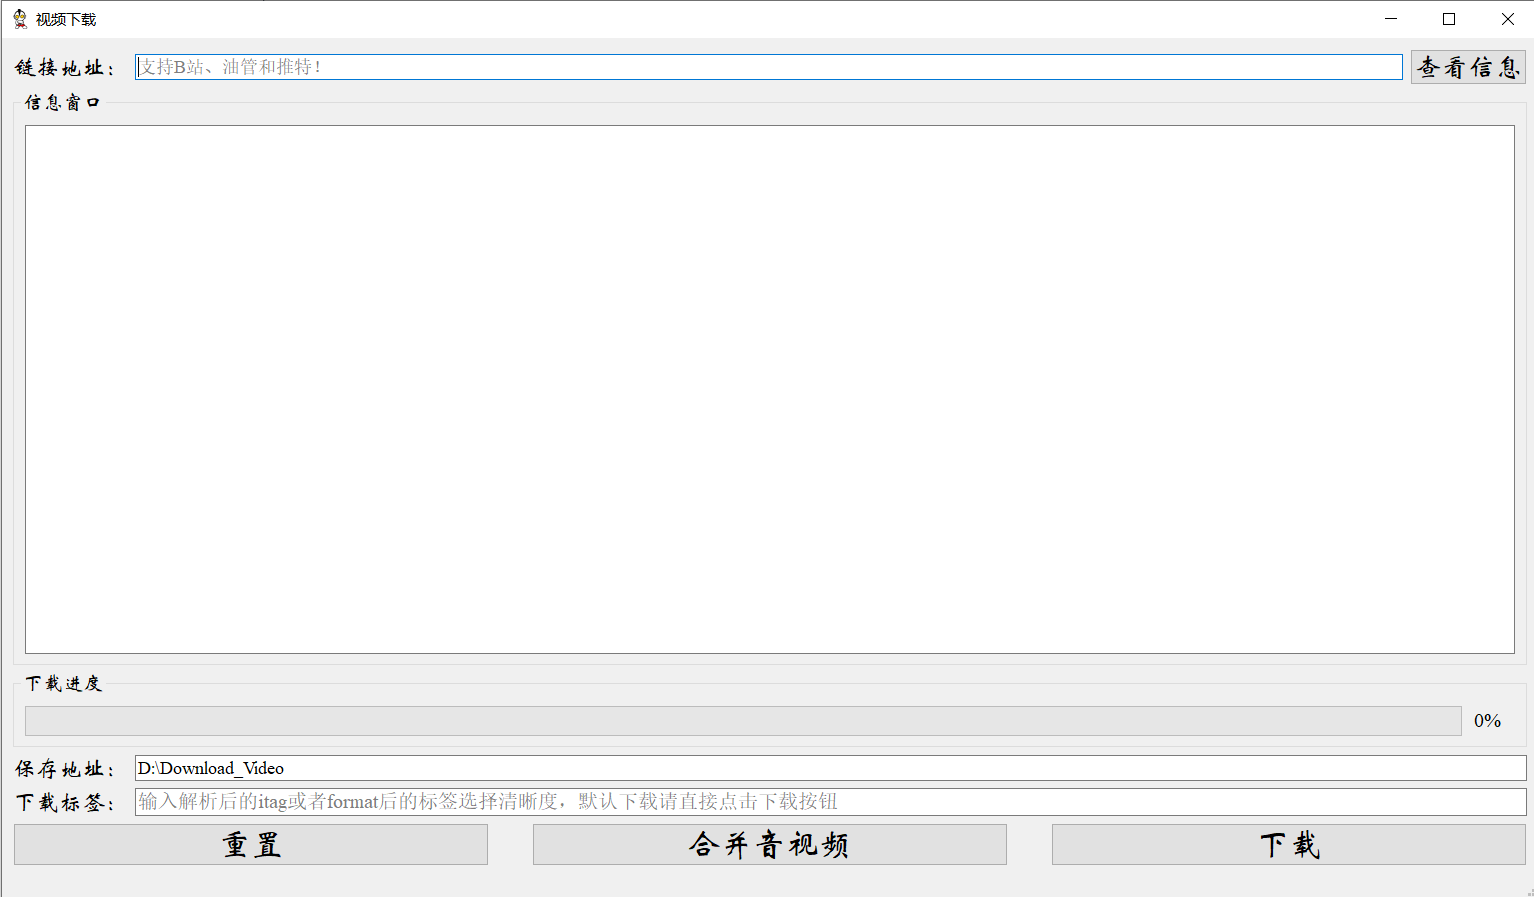 视频下载
链接地址： 支持B站、油管和推特！ 查看信息
信息窗口
下载进度
0%
保存地址： D:\Download_Video
下载标签： 输入解析后的itag或者format后的标签选择清晰度，默认下载请直接点击下载按钮
重置 合并音视频 下载